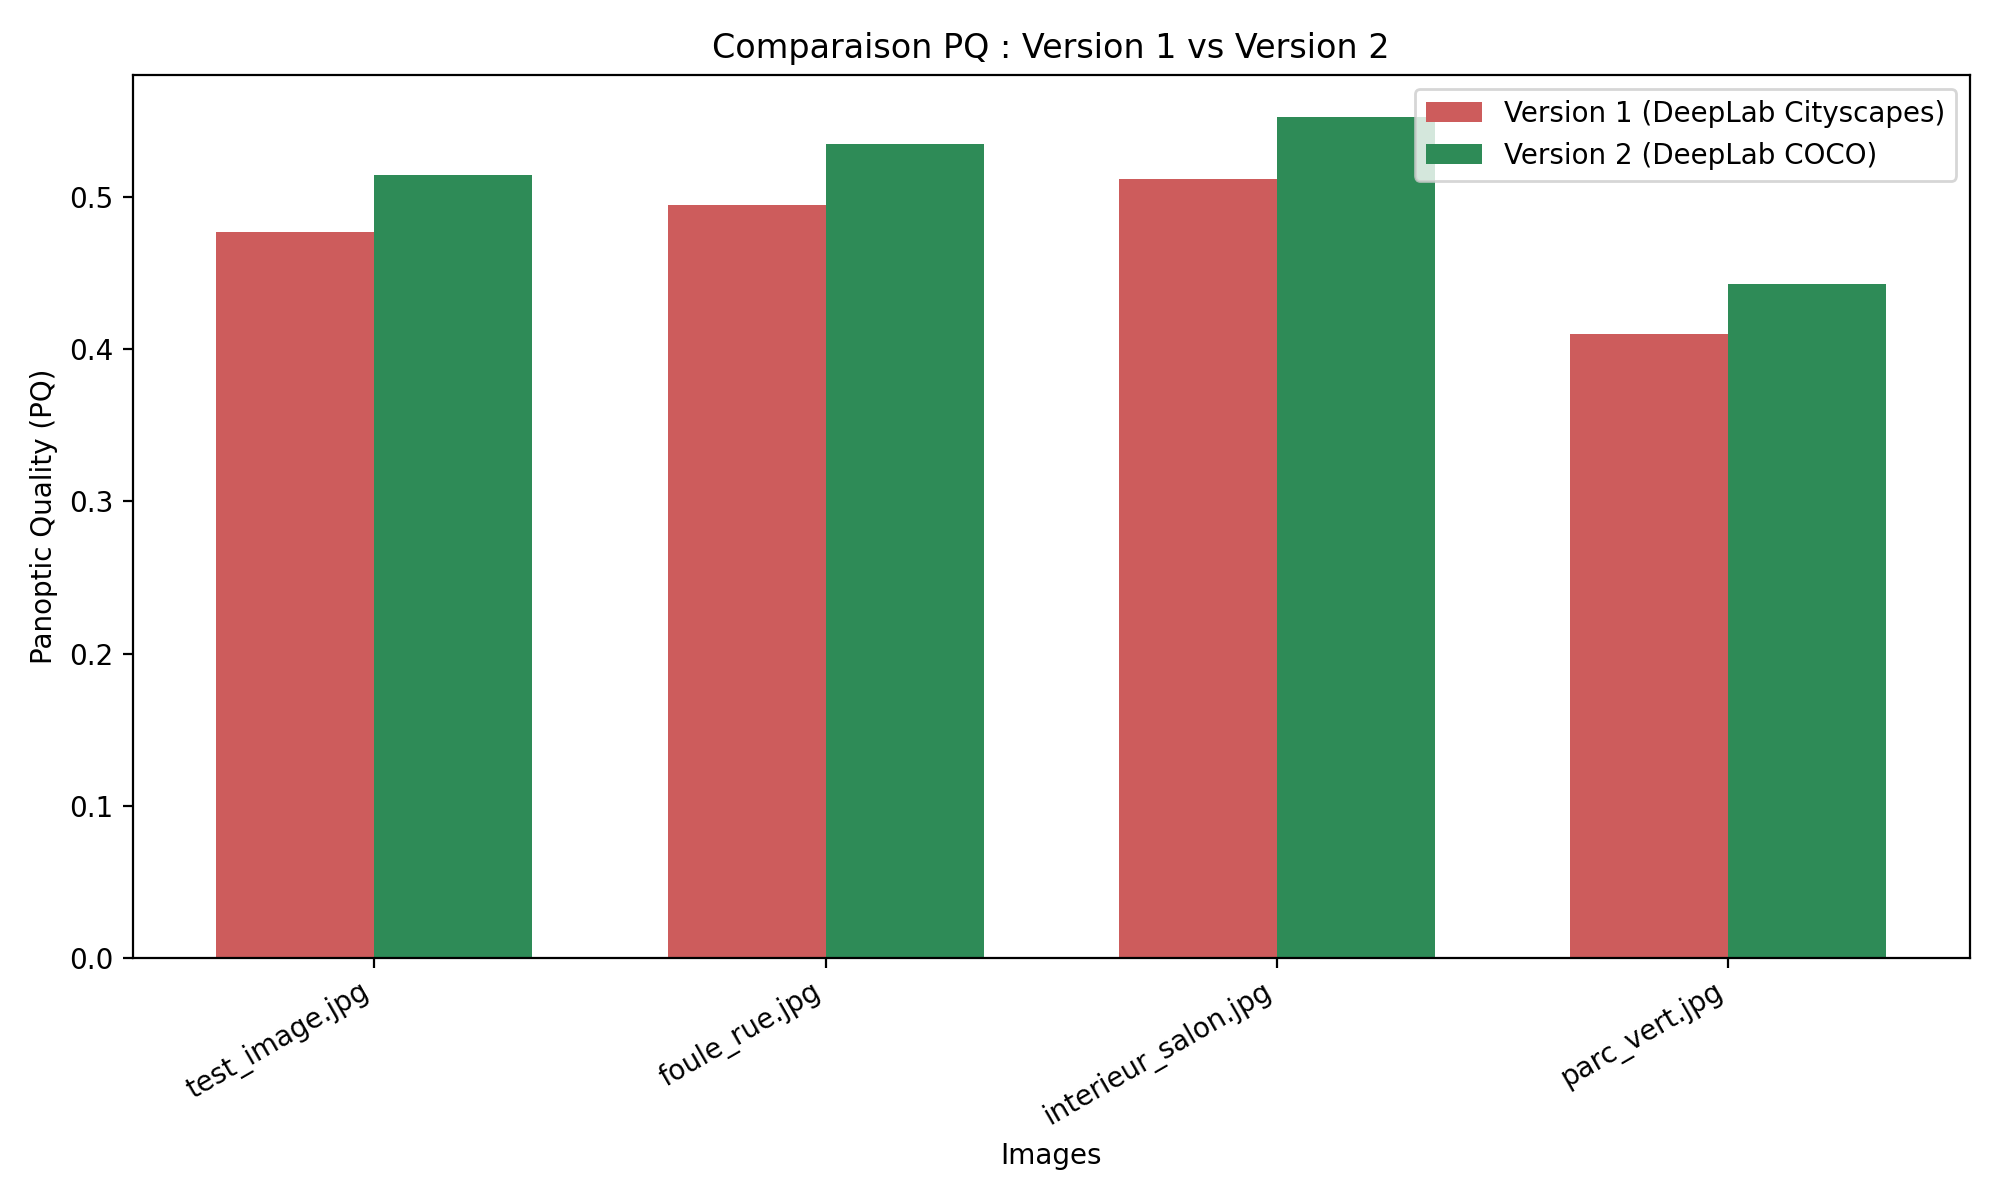 Comparaison PQ : Version 1 vs Version 2
Version 1 (DeepLab Cityscapes)
Version 2 (DeepLab COCO)
Panoptic Quality (PQ)
0.5
0.4
0.3
0.2
0.1
0.0
test_image.jpg
foule_rue.jpg
interieur_salon.jpg
parc_vert.jpg
Images